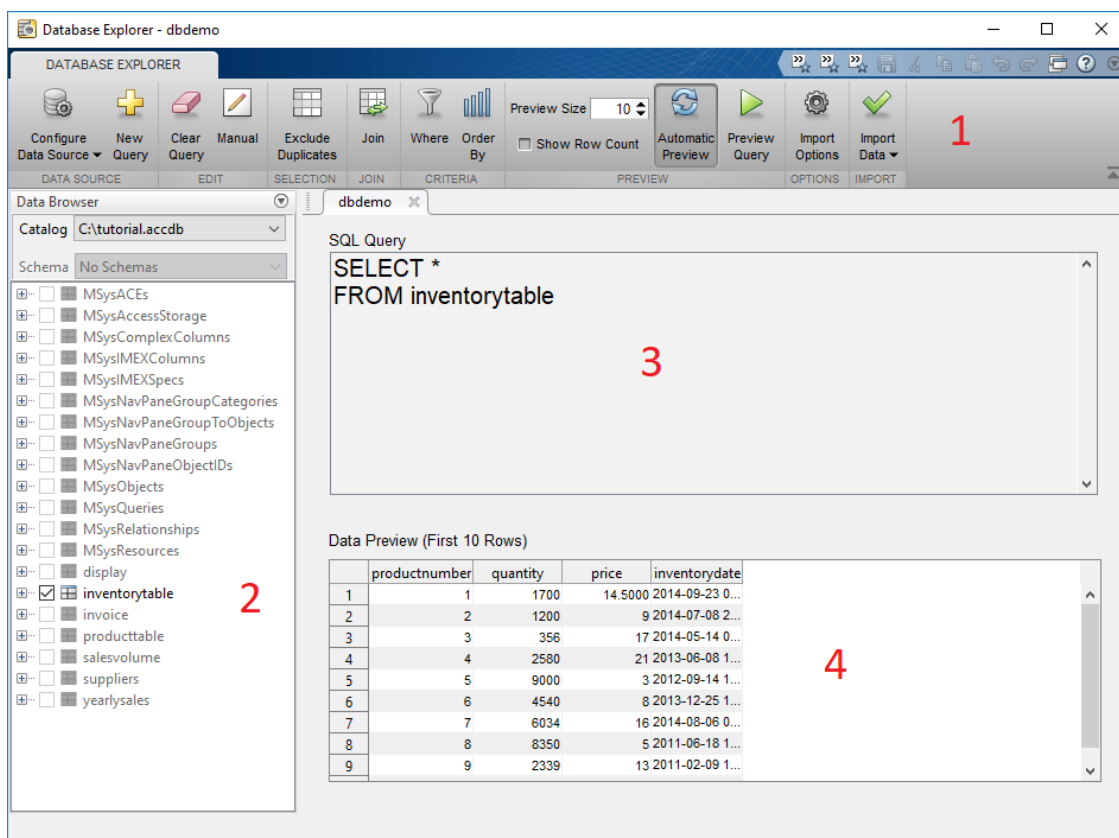 Database Explorer - dbdemo
DATABASE EXPLORER
Configure Data Source
New Query
Clear Query
Manual
Exclude Duplicates
Join
Where
Order By
Preview Size 10
Show Row Count
Automatic Preview
Preview Query
Import Options
Import Data
1
DATA SOURCE EDIT SELECTION JOIN CRITERIA PREVIEW OPTIONS IMPORT
Data Browser
Catalog C:\tutorial.accdb
Schema No Schemas
MSysACEs
MSysAccessStorage
MSysComplexColumns
MSysIMEXColumns
MSysIMEXSpecs
MSysNavPaneGroupCategories
MSysNavPaneGroupToObjects
MSysNavPaneGroups
MSysNavPaneObjectIDs
MSysObjects
MSysQueries
MSysRelationships
MSysResources
display
inventorytable
invoice
producttable
salesvolume
suppliers
yearlysales
2
dbdemo
SQL Query
SELECT *
FROM inventorytable
3
Data Preview (First 10 Rows)
productnumber quantity price inventorydate
1 1 1700 14.5000 2014-09-23 0...
2 2 1200 9 2014-07-08 2...
3 3 356 17 2014-05-14 0...
4 4 2580 21 2013-06-08 1...
5 5 9000 3 2012-09-14 1...
6 6 4540 8 2013-12-25 1...
7 7 6034 16 2014-08-06 0...
8 8 8350 5 2011-06-18 1...
9 9 2339 13 2011-02-09 1...
4